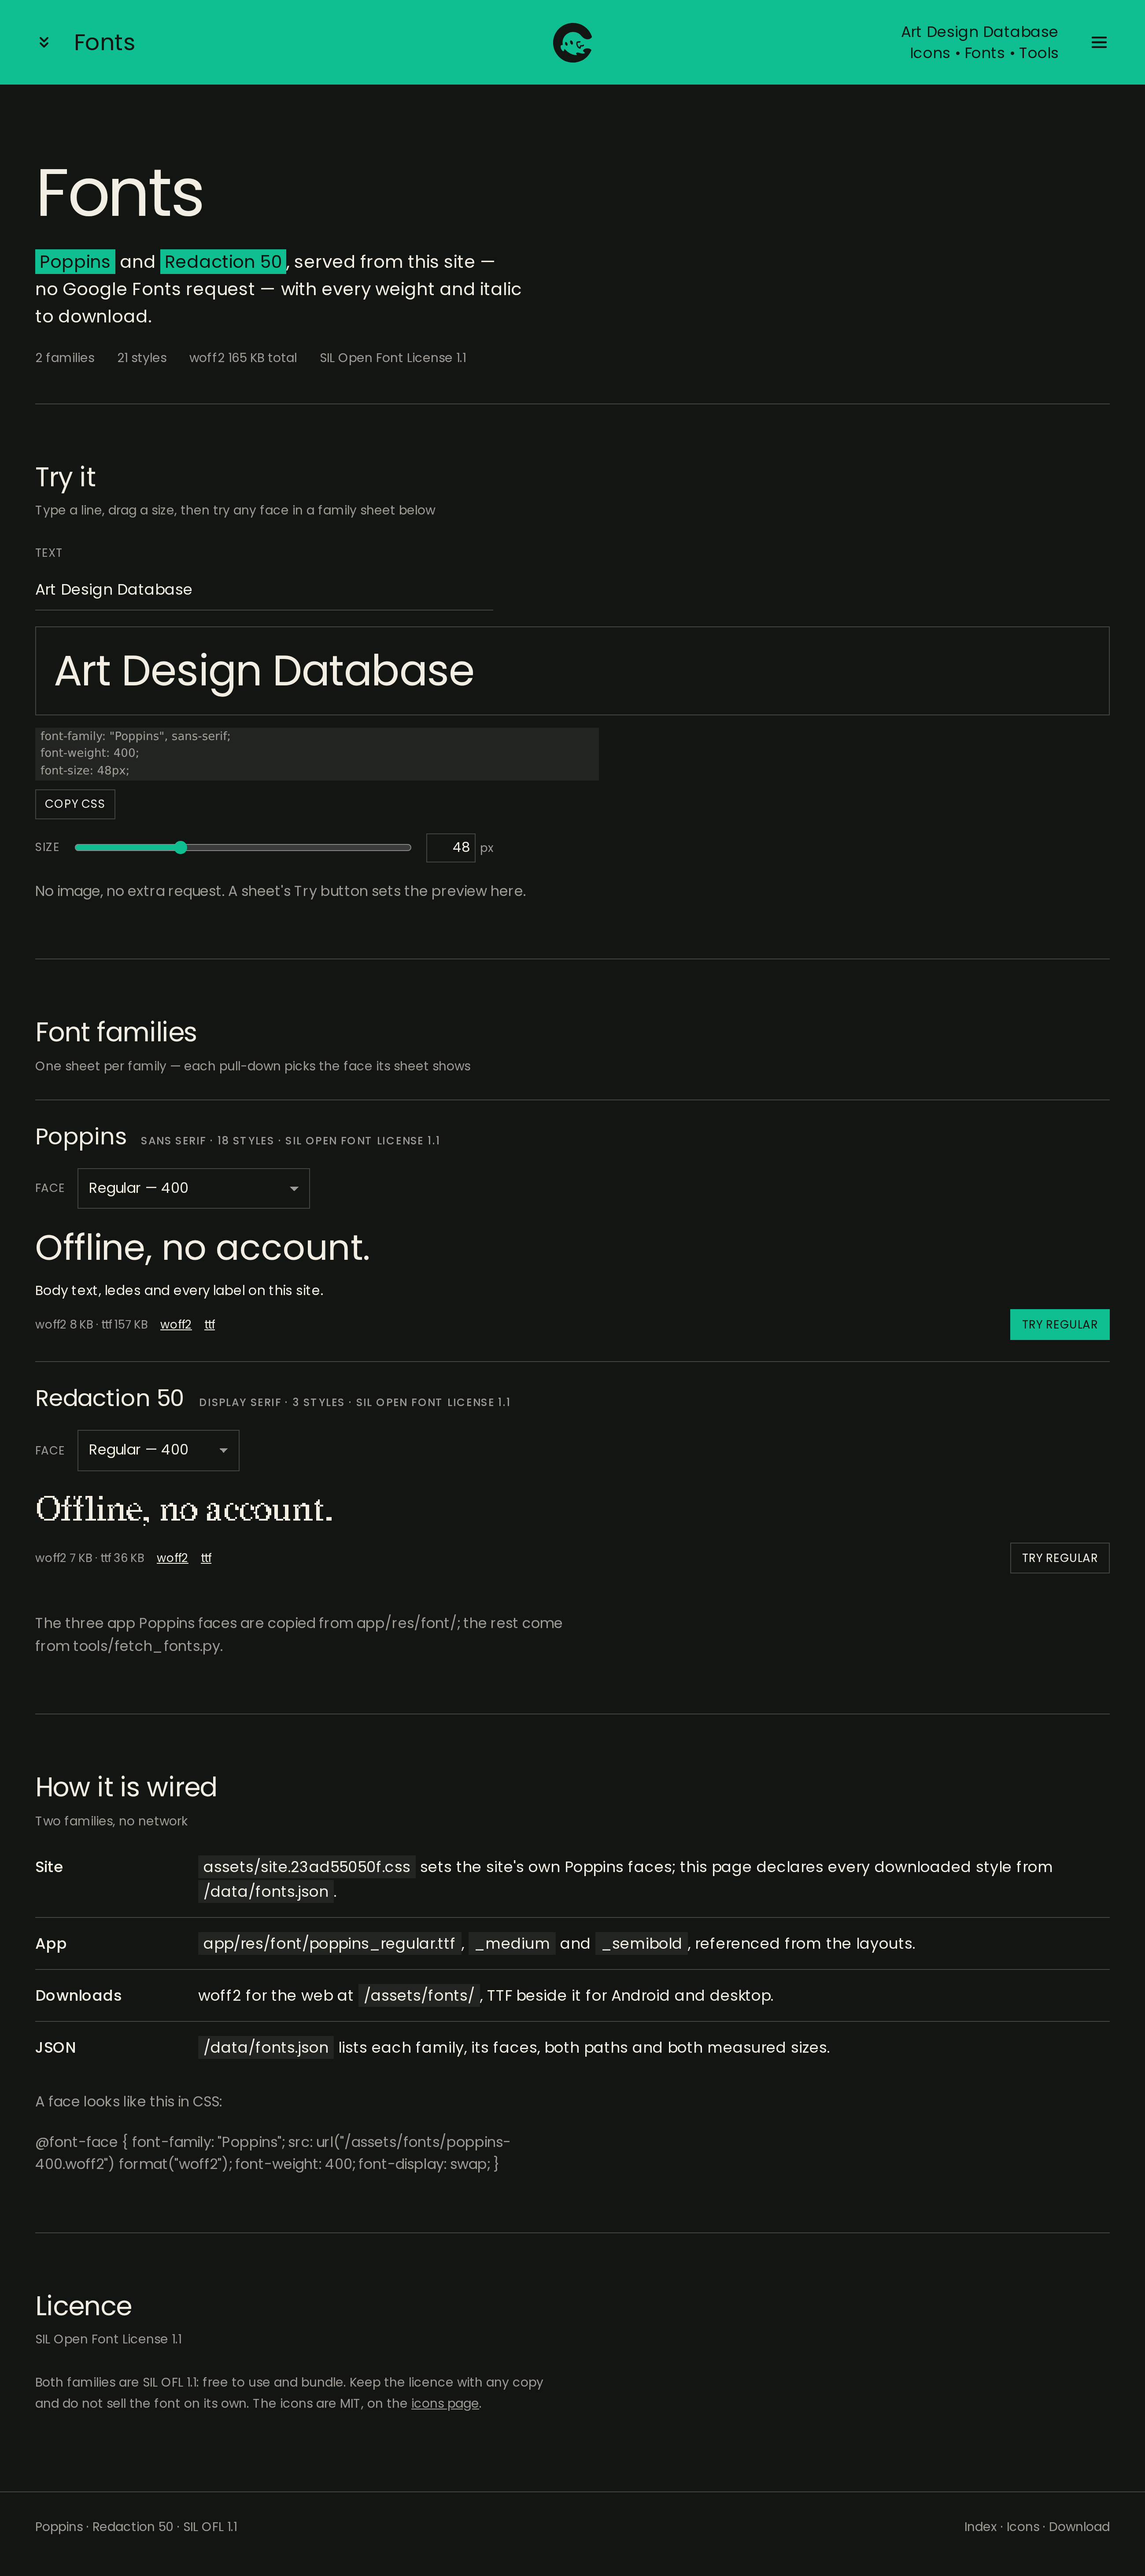 Fonts
Art Design Database
Icons • Fonts • Tools
Fonts
Poppins and Redaction 50, served from this site —
no Google Fonts request — with every weight and italic
to download.
2 families 21 styles woff2 165 KB total SIL Open Font License 1.1
Try it
Type a line, drag a size, then try any face in a family sheet below
TEXT
Art Design Database
Art Design Database
font-family: "Poppins", sans-serif;
font-weight: 400;
font-size: 48px;
COPY CSS
SIZE 48 px
No image, no extra request. A sheet's Try button sets the preview here.
Font families
One sheet per family — each pull-down picks the face its sheet shows
Poppins SANS SERIF · 18 STYLES · SIL OPEN FONT LICENSE 1.1
FACE Regular — 400
Offline, no account.
Body text, ledes and every label on this site.
woff2 8 KB · ttf 157 KB woff2 ttf
TRY REGULAR
Redaction 50 DISPLAY SERIF · 3 STYLES · SIL OPEN FONT LICENSE 1.1
FACE Regular — 400
Offline, no account.
woff2 7 KB · ttf 36 KB woff2 ttf
TRY REGULAR
The three app Poppins faces are copied from app/res/font/; the rest come
from tools/fetch_fonts.py.
How it is wired
Two families, no network
Site assets/site.23ad55050f.css sets the site's own Poppins faces; this page declares every downloaded style from
/data/fonts.json.
App app/res/font/poppins_regular.ttf, _medium and _semibold, referenced from the layouts.
Downloads woff2 for the web at /assets/fonts/, TTF beside it for Android and desktop.
JSON /data/fonts.json lists each family, its faces, both paths and both measured sizes.
A face looks like this in CSS:
@font-face { font-family: "Poppins"; src: url("/assets/fonts/poppins-
400.woff2") format("woff2"); font-weight: 400; font-display: swap; }
Licence
SIL Open Font License 1.1
Both families are SIL OFL 1.1: free to use and bundle. Keep the licence with any copy
and do not sell the font on its own. The icons are MIT, on the icons page.
Poppins · Redaction 50 · SIL OFL 1.1
Index · Icons · Download